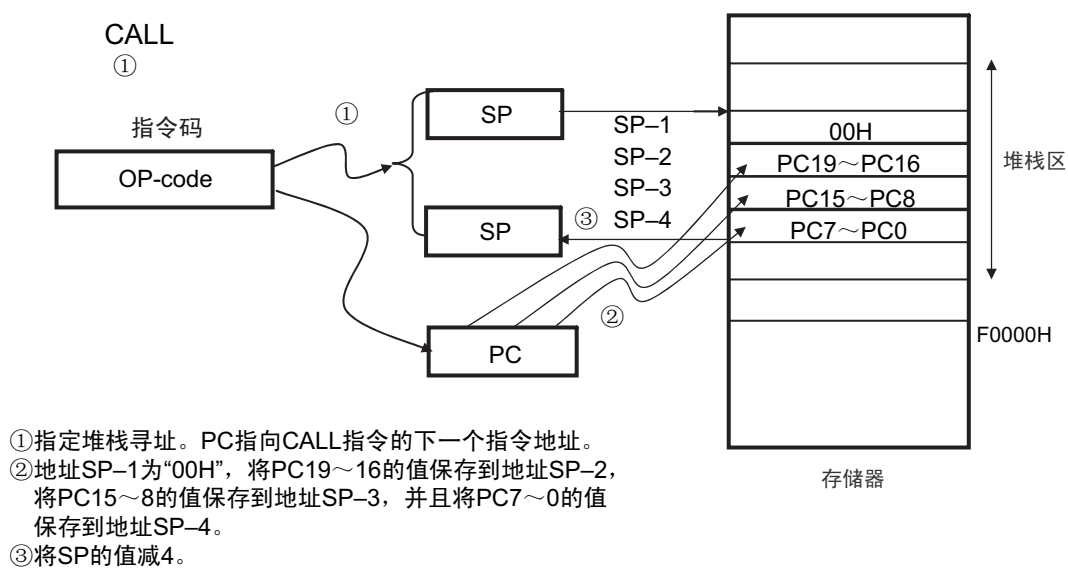 CALL
①
指令码
OP-code
①
SP
SP–1
SP–2
SP–3
SP–4
③
SP
②
PC
00H
PC19～PC16
PC15～PC8
PC7～PC0
堆栈区
F0000H
存储器
①指定堆栈寻址。PC指向CALL指令的下一个指令地址。
②地址SP–1为“00H”，将PC19～16的值保存到地址SP–2，
将PC15～8的值保存到地址SP–3，并且将PC7～0的值
保存到地址SP–4。
③将SP的值减4。